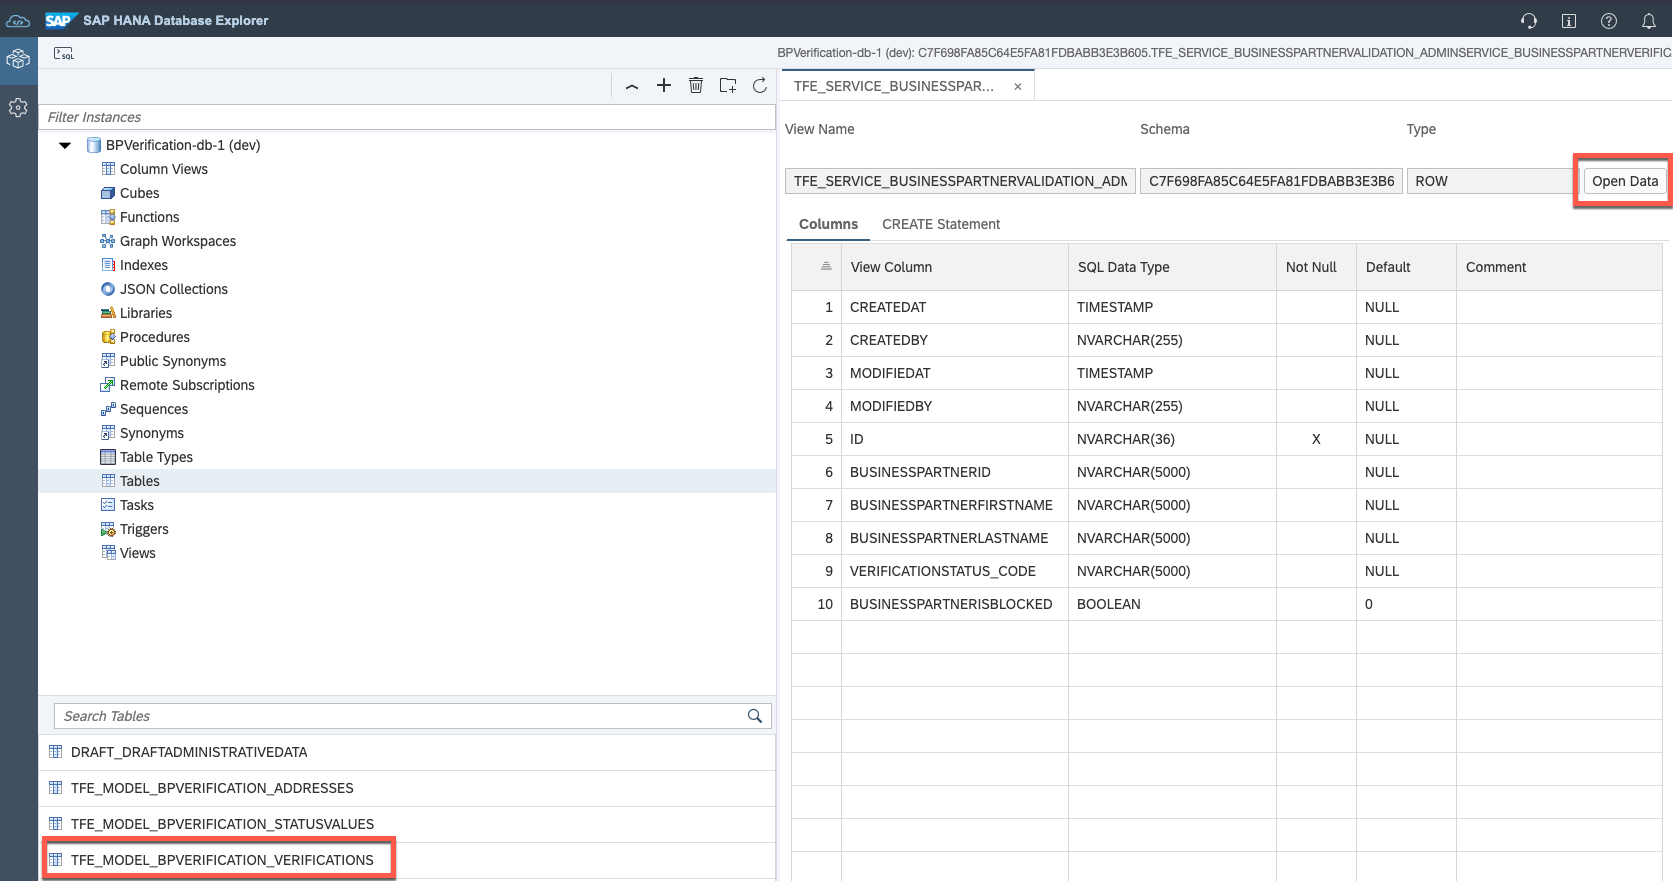 SAP SAP HANA Database Explorer
SQL
BPVerification-db-1 (dev): C7F698FA85C64E5FA81FDBABB3E3B605.TFE_SERVICE_BUSINESSPARTNERVALIDATION_ADMINSERVICE_BUSINESSPARTNERVERIFICA
Filter Instances
BPVerification-db-1 (dev)
Column Views
Cubes
Functions
Graph Workspaces
Indexes
JSON Collections
Libraries
Procedures
Public Synonyms
Remote Subscriptions
Sequences
Synonyms
Table Types
Tables
Tasks
Triggers
Views
Search Tables
DRAFT_DRAFTADMINISTRATIVEDATA
TFE_MODEL_BPVERIFICATION_ADDRESSES
TFE_MODEL_BPVERIFICATION_STATUSVALUES
TFE_MODEL_BPVERIFICATION_VERIFICATIONS
TFE_SERVICE_BUSINESSPAR... ×
View Name Schema Type
TFE_SERVICE_BUSINESSPARTNERVALIDATION_ADM C7F698FA85C64E5FA81FDBABB3E3B6 ROW Open Data
Columns CREATE Statement
View Column SQL Data Type Not Null Default Comment
1 CREATEDAT TIMESTAMP NULL
2 CREATEDBY NVARCHAR(255) NULL
3 MODIFIEDAT TIMESTAMP NULL
4 MODIFIEDBY NVARCHAR(255) NULL
5 ID NVARCHAR(36) X NULL
6 BUSINESSPARTNERID NVARCHAR(5000) NULL
7 BUSINESSPARTNERFIRSTNAME NVARCHAR(5000) NULL
8 BUSINESSPARTNERLASTNAME NVARCHAR(5000) NULL
9 VERIFICATIONSTATUS_CODE NVARCHAR(5000) NULL
10 BUSINESSPARTNERISBLOCKED BOOLEAN 0